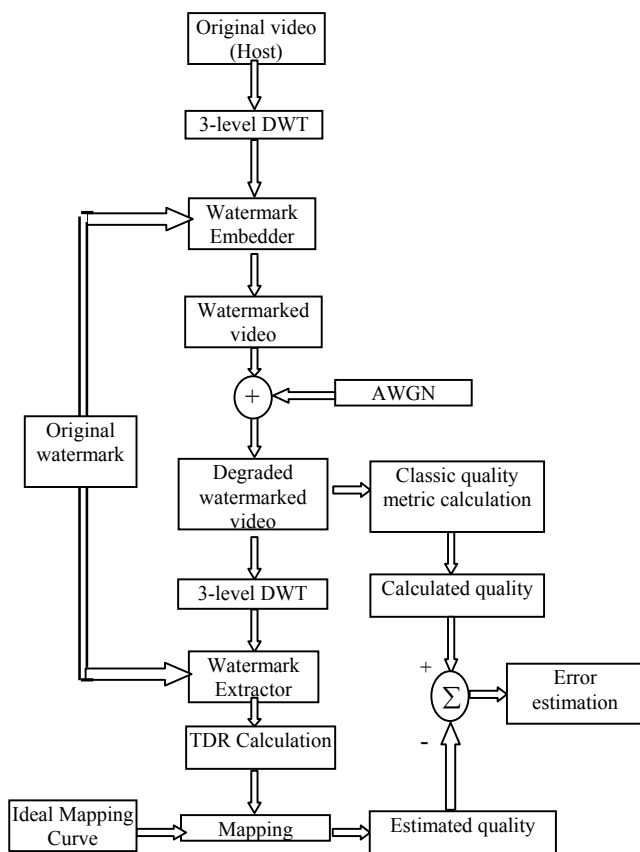 Original video
(Host)
3-level DWT
Watermark
Embedder
Watermarked
video
+
AWGN
Original
watermark
Degraded
watermarked
video
Classic quality
metric calculation
3-level DWT
Calculated quality
Watermark
Extractor
+
Σ
-
Error
estimation
TDR Calculation
Ideal Mapping
Curve
Mapping
Estimated quality